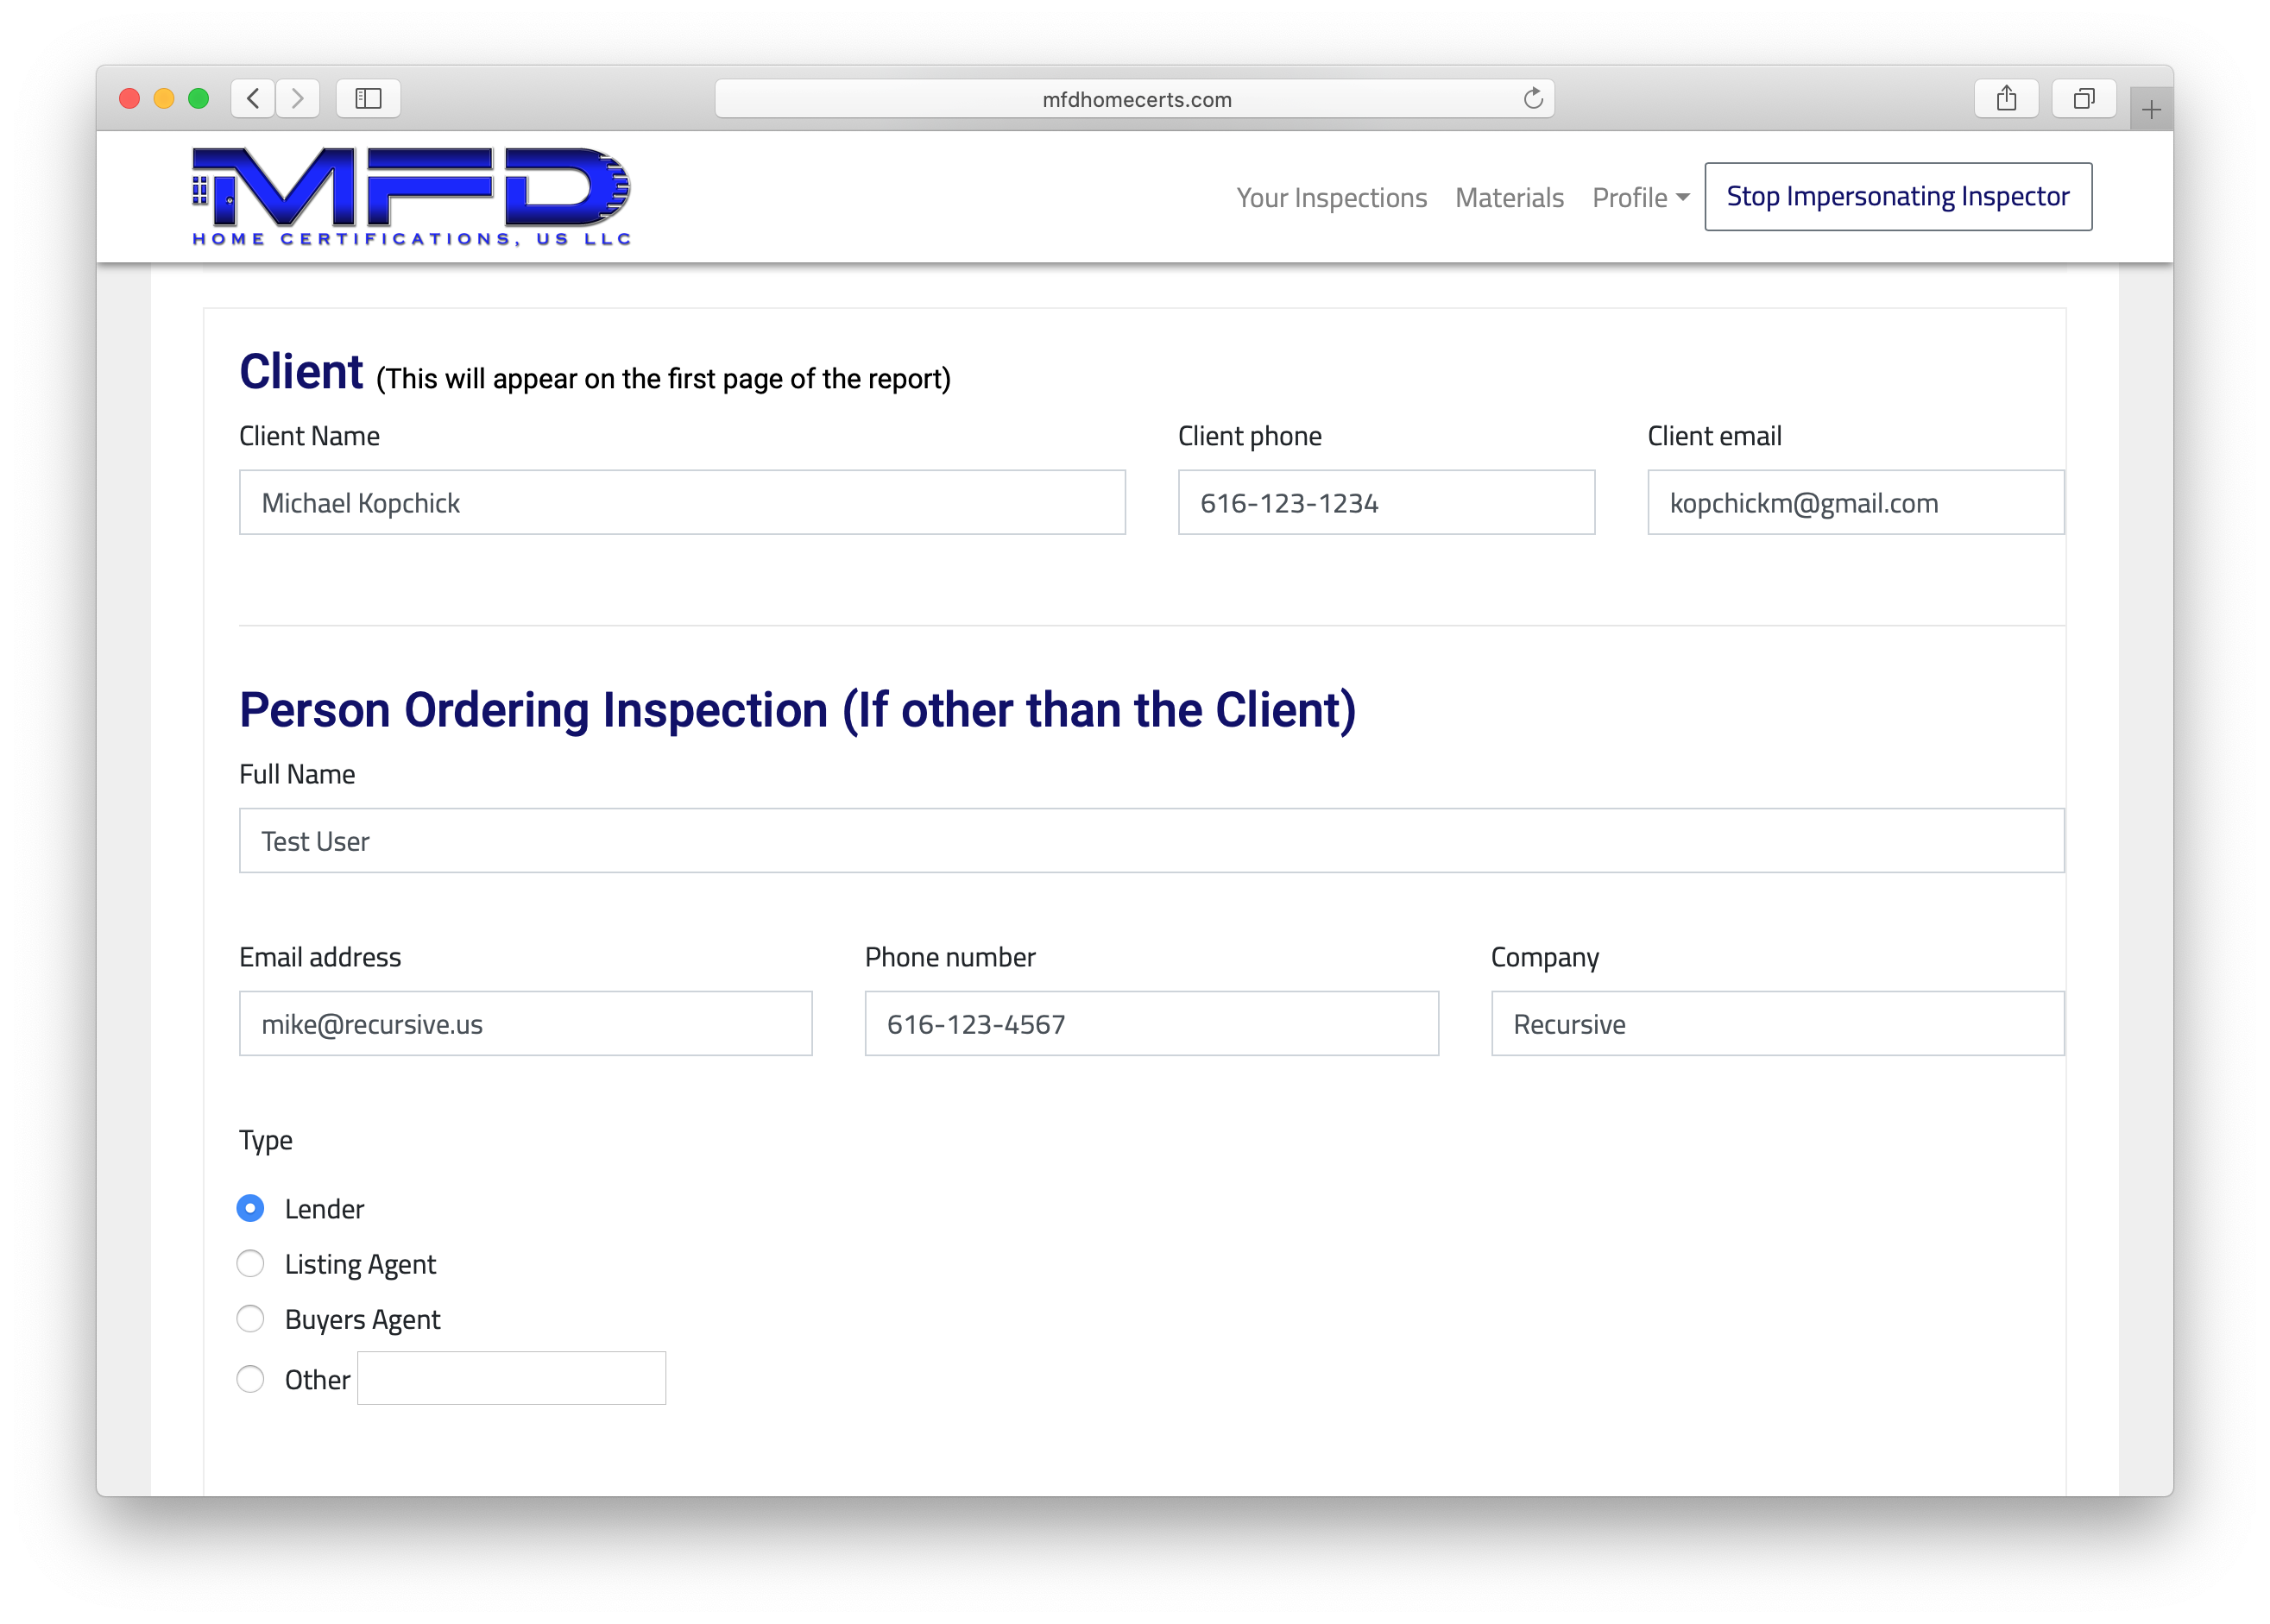 mfdhomecerts.com
MFD
HOME CERTIFICATIONS, US LLC
Your Inspections Materials Profile Stop Impersonating Inspector
Client (This will appear on the first page of the report)
Client Name Client phone Client email
Michael Kopchick 616-123-1234 kopchickm@gmail.com
Person Ordering Inspection (If other than the Client)
Full Name
Test User
Email address Phone number Company
mike@recursive.us 616-123-4567 Recursive
Type
Lender
Listing Agent
Buyers Agent
Other